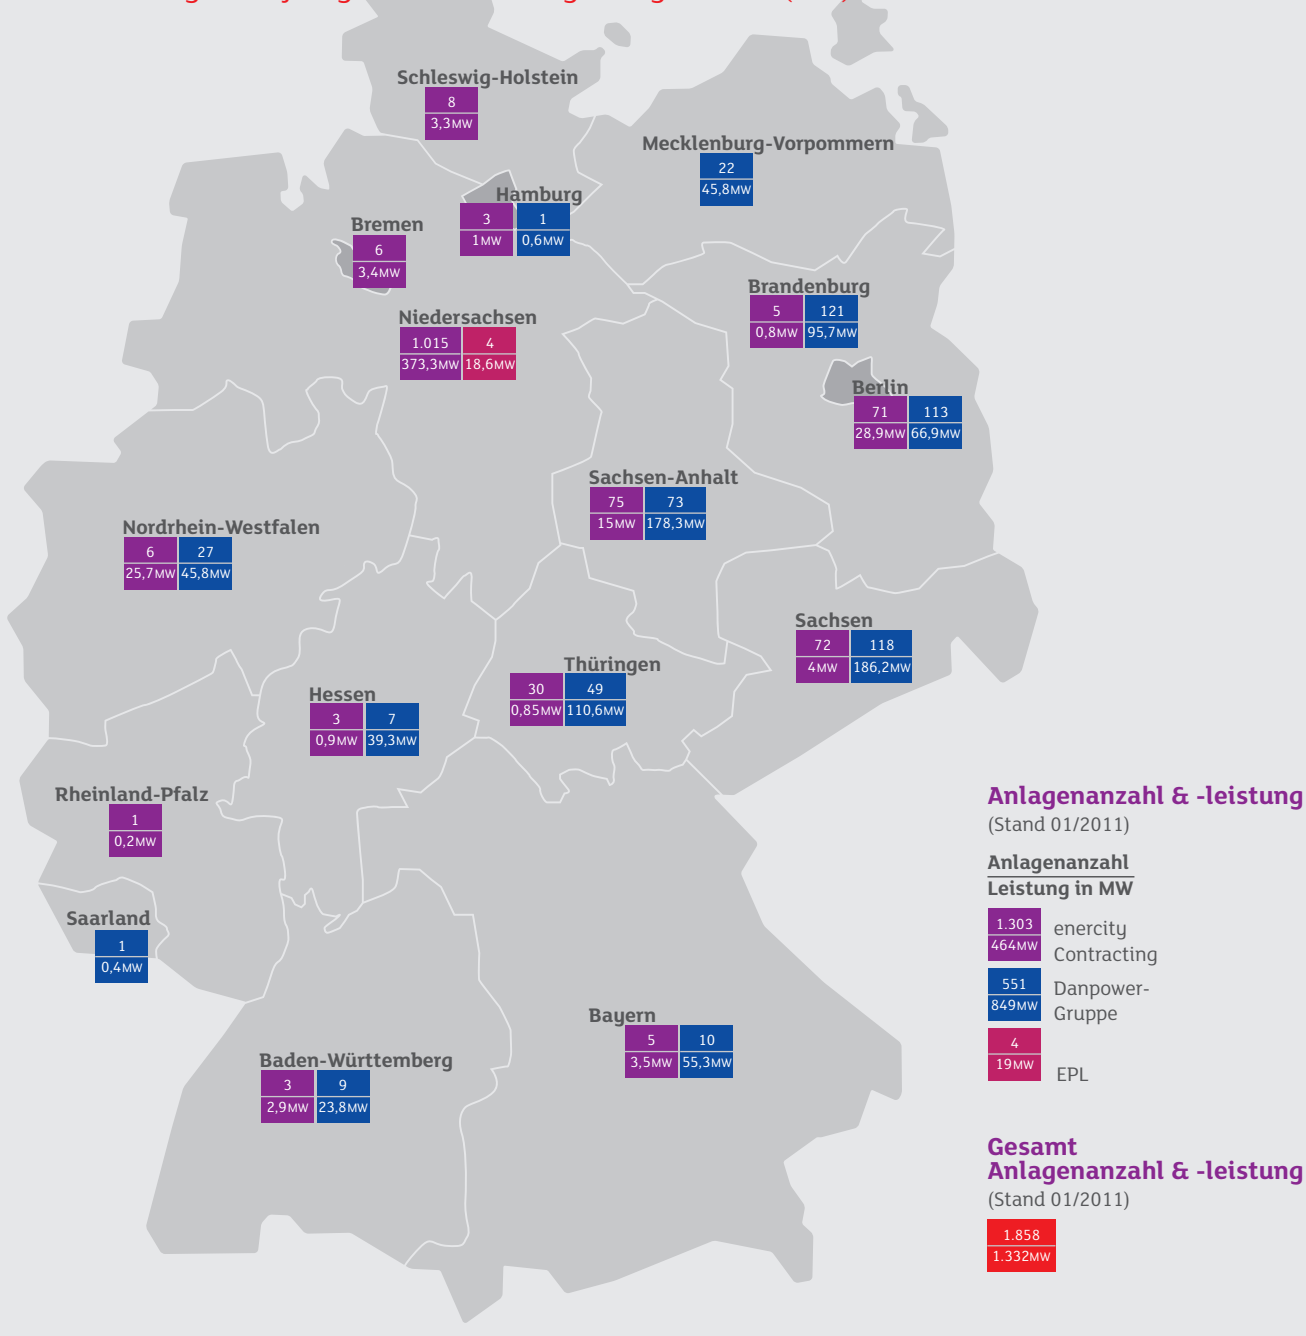 Schleswig-Holstein
8
3,3MW
Mecklenburg-Vorpommern
22
45,8MW
Hamburg
3 1
1MW 0,6MW
Bremen
6
3,4MW
Brandenburg
5 121
0,8MW 95,7MW
Niedersachsen
1.015 4
373,3MW 18,6MW
Berlin
71 113
28,9MW 66,9MW
Sachsen-Anhalt
75 73
15MW 178,3MW
Nordrhein-Westfalen
6 27
25,7MW 45,8MW
Sachsen
72 118
4MW 186,2MW
Thüringen
30 49
0,85MW 110,6MW
Hessen
3 7
0,9MW 39,3MW
Rheinland-Pfalz
1
0,2MW
Saarland
1
0,4MW
Bayern
5 10
3,5MW 55,3MW
Baden-Württemberg
3 9
2,9MW 23,8MW
Anlagenanzahl & -leistung
(Stand 01/2011)
Anlagenanzahl
Leistung in MW
1.303
464MW
enercity
Contracting
551
849MW
Danpower-
Gruppe
4
19MW
EPL
Gesamt
Anlagenanzahl & -leistung
(Stand 01/2011)
1.858
1.332MW